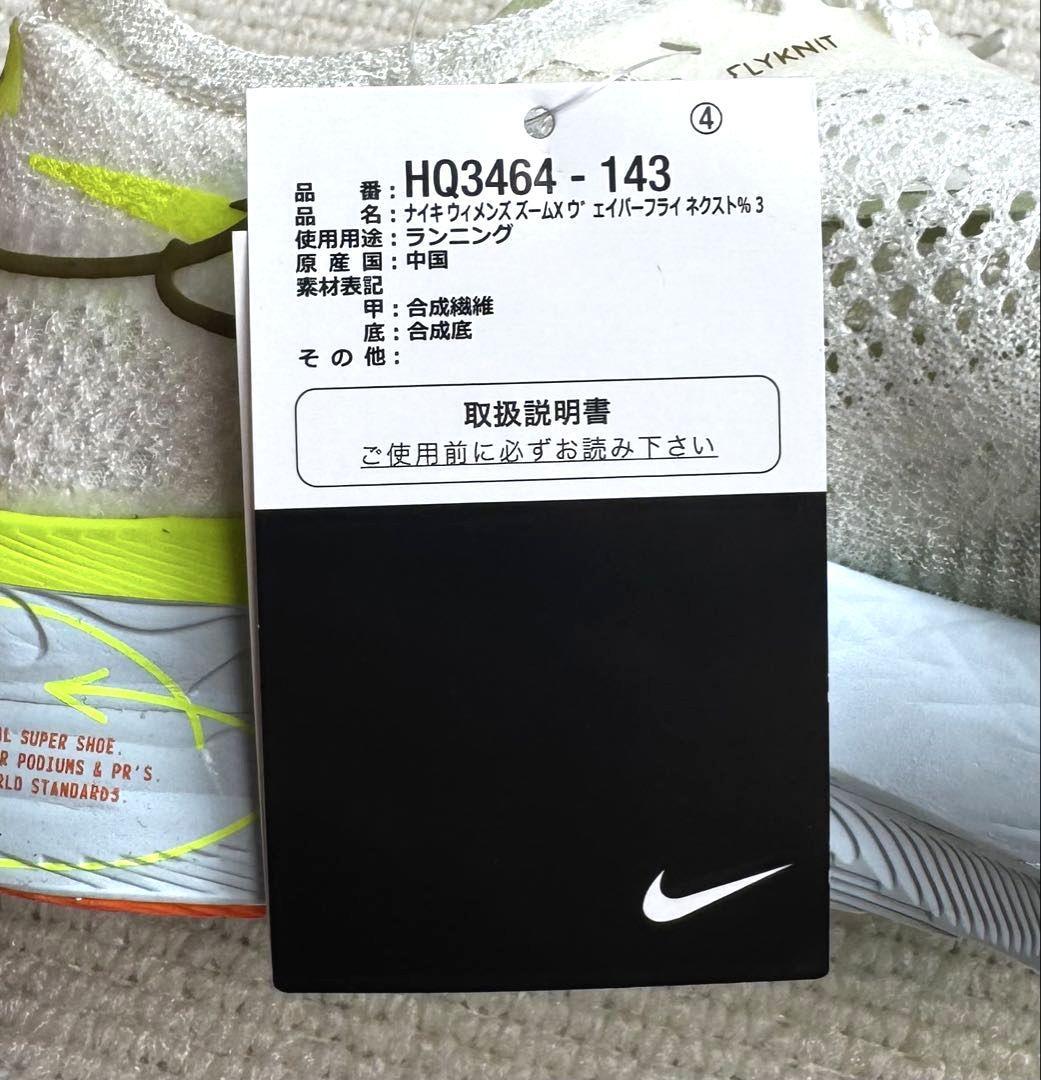 FLYKNIT
④
品番：HQ3464 - 143
品名：ナイキ ウィメンズ ズームX ヴェイパーフライ ネクスト% 3
使用用途：ランニング
原産国：中国
素材表記
甲：合成繊維
底：合成底
その他：
取扱説明書
ご使用前に必ずお読み下さい
SUPER SHOE.
PODIUMS & PR'S.
STANDARDS.